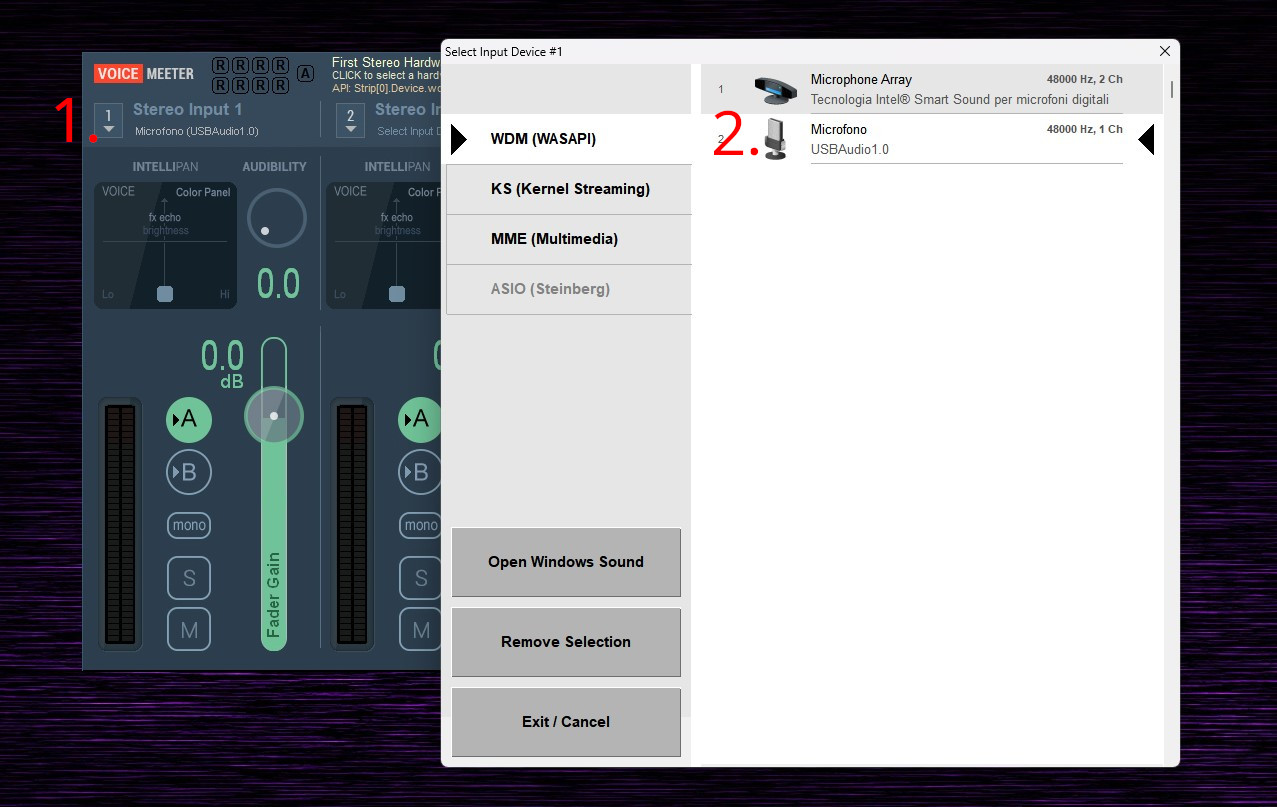 Select Input Device #1
VOICE MEETER
R R R R
R R R R
A
First Stereo Hardw
CLICK to select a hard
API: Strip[0].Device.wc
1.
1
Stereo Input 1
Microfono (USBAudio1.0)
2
Stereo I
Select Input D
INTELLIPAN
AUDIBILITY
INTELLIPAN
VOICE
Color Panel
fx echo
brightness
Lo
Hi
0.0
VOICE
Color F
fx echo
brightness
Lo
0.0
dB
A
B
mono
S
M
Fader Gain
A
B
mono
S
M
WDM (WASAPI)
KS (Kernel Streaming)
MME (Multimedia)
ASIO (Steinberg)
Open Windows Sound
Remove Selection
Exit / Cancel
1
Microphone Array
48000 Hz, 2 Ch
Tecnologia Intel® Smart Sound per microfoni digitali
2.
2
Microfono
48000 Hz, 1 Ch
USBAudio1.0